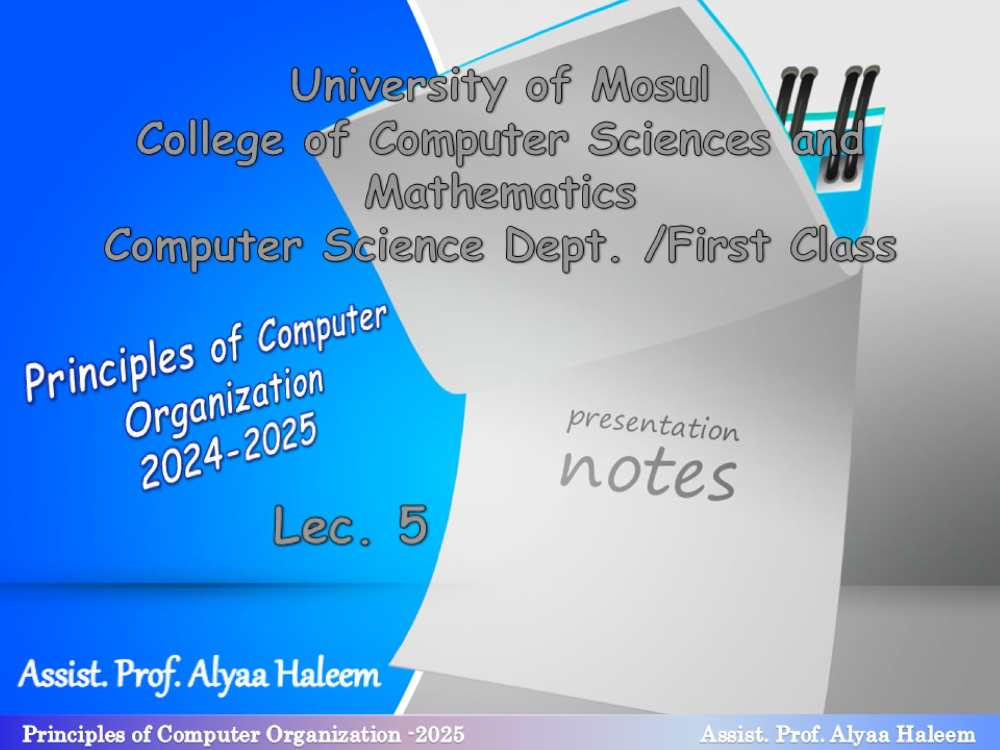 University of Mosul
College of Computer Sciences and
Mathematics
Computer Science Dept. /First Class
Principles of Computer
Organization
2024-2025
presentation
notes
Lec. 5
Assist. Prof. Alyaa Haleem
Principles of Computer Organization -2025
Assist. Prof. Alyaa Haleem